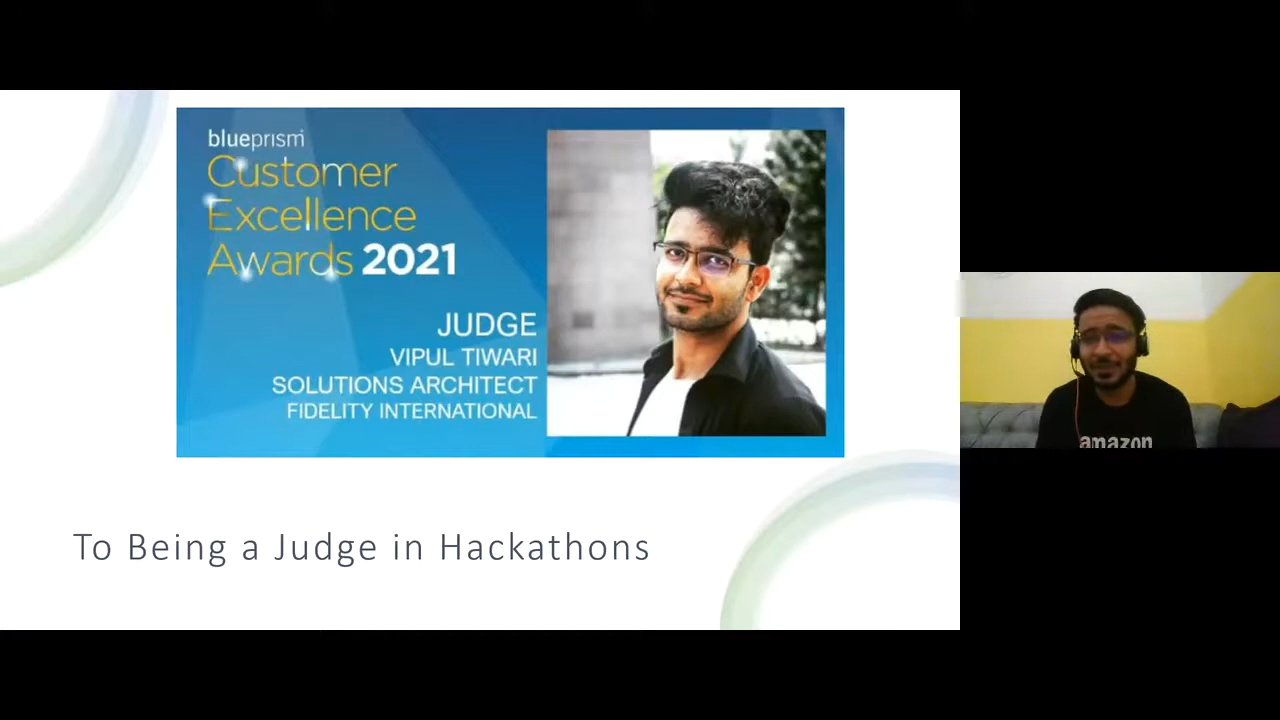 blueprism
Customer
Excellence
Awards 2021
JUDGE
VIPUL TIWARI
SOLUTIONS ARCHITECT
FIDELITY INTERNATIONAL
To Being a Judge in Hackathons
amazon